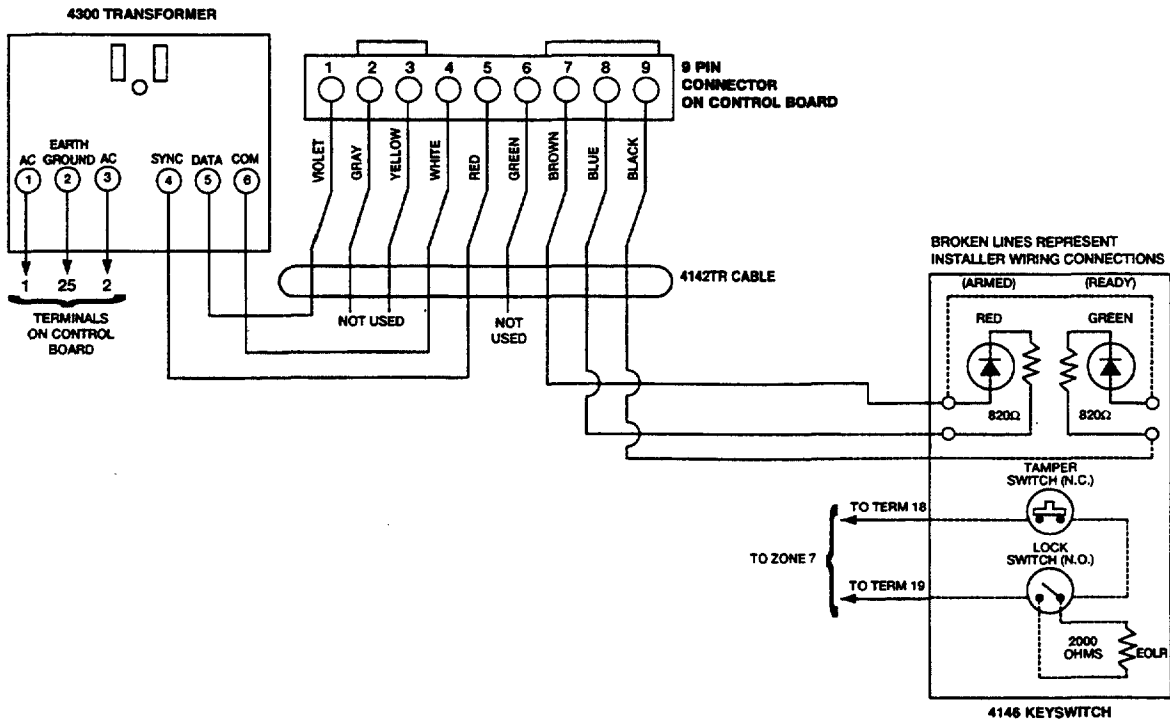 4300 TRANSFORMER
AC
EARTH
GROUND
AC
SYNC
DATA
COM
1
2
3
4
5
6
1
25
2
TERMINALS
ON CONTROL
BOARD
1
2
3
4
5
6
7
8
9
9 PIN
CONNECTOR
ON CONTROL BOARD
VIOLET
GRAY
YELLOW
WHITE
RED
GREEN
BROWN
BLUE
BLACK
4142TR CABLE
NOT USED
NOT
USED
BROKEN LINES REPRESENT
INSTALLER WIRING CONNECTIONS
(ARMED)
(READY)
RED
GREEN
820Ω
820Ω
TAMPER
SWITCH (N.C.)
TO TERM 18
TO ZONE 7
LOCK
SWITCH (N.O.)
TO TERM 19
2000
OHMS
EOLR
4146 KEYSWITCH